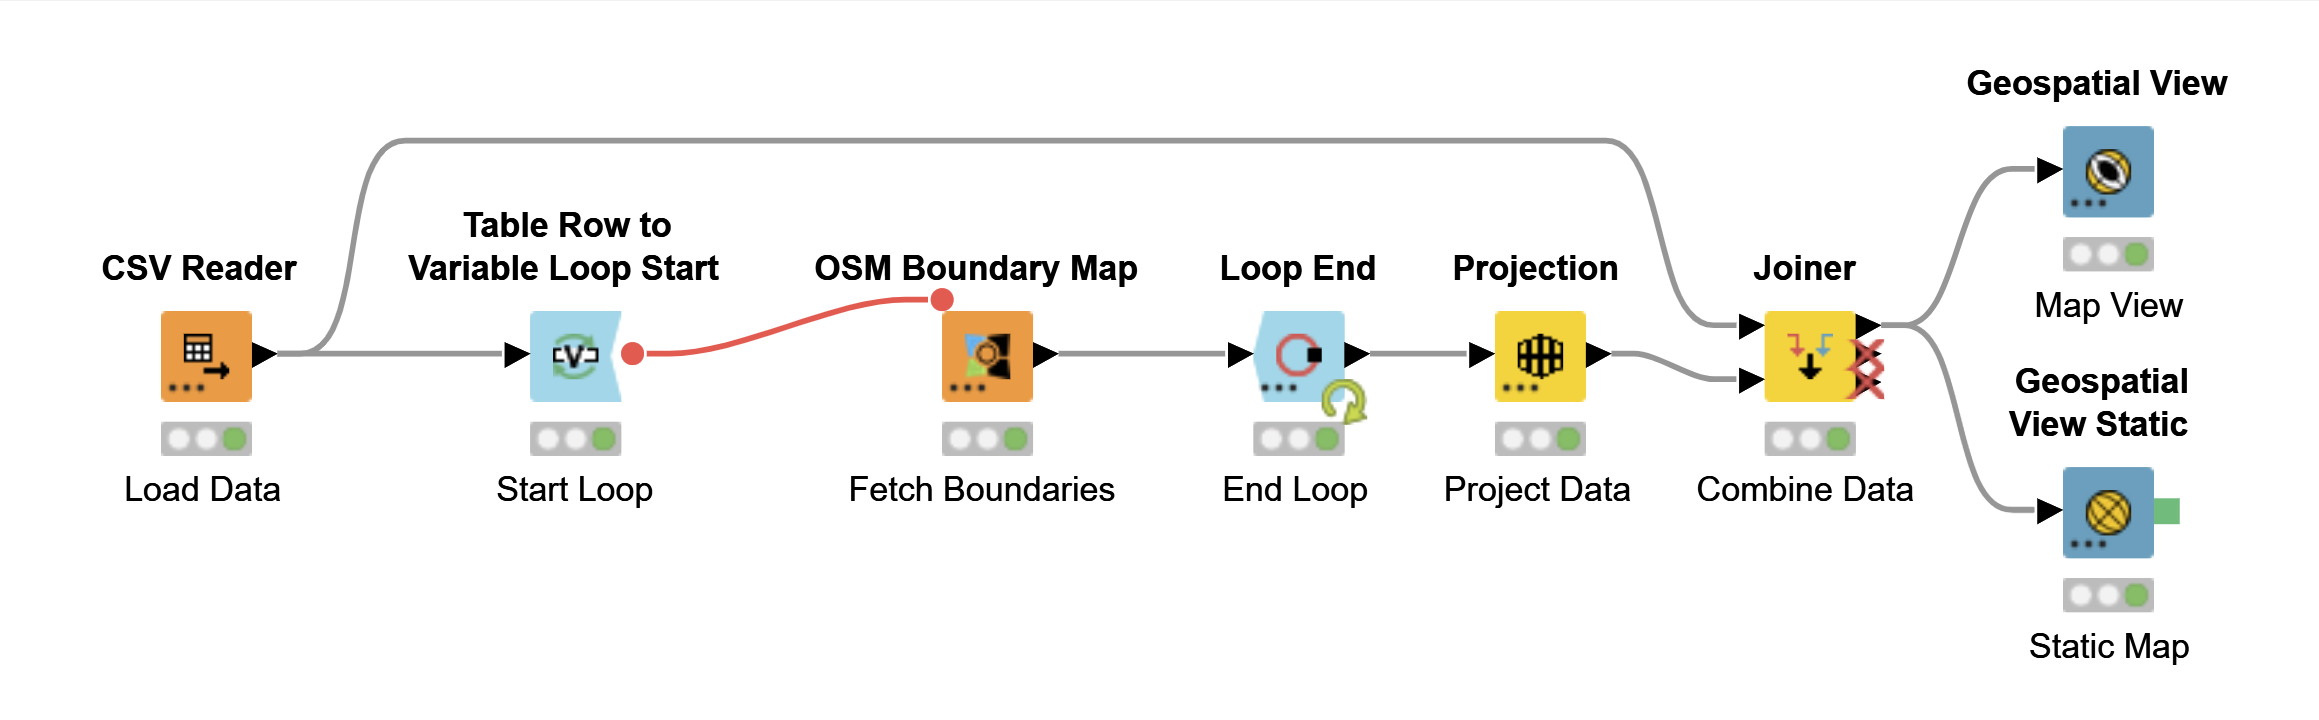 CSV Reader
Load Data
Table Row to
Variable Loop Start
Start Loop
OSM Boundary Map
Fetch Boundaries
Loop End
End Loop
Projection
Project Data
Joiner
Combine Data
Geospatial View
Map View
Geospatial
View Static
Static Map